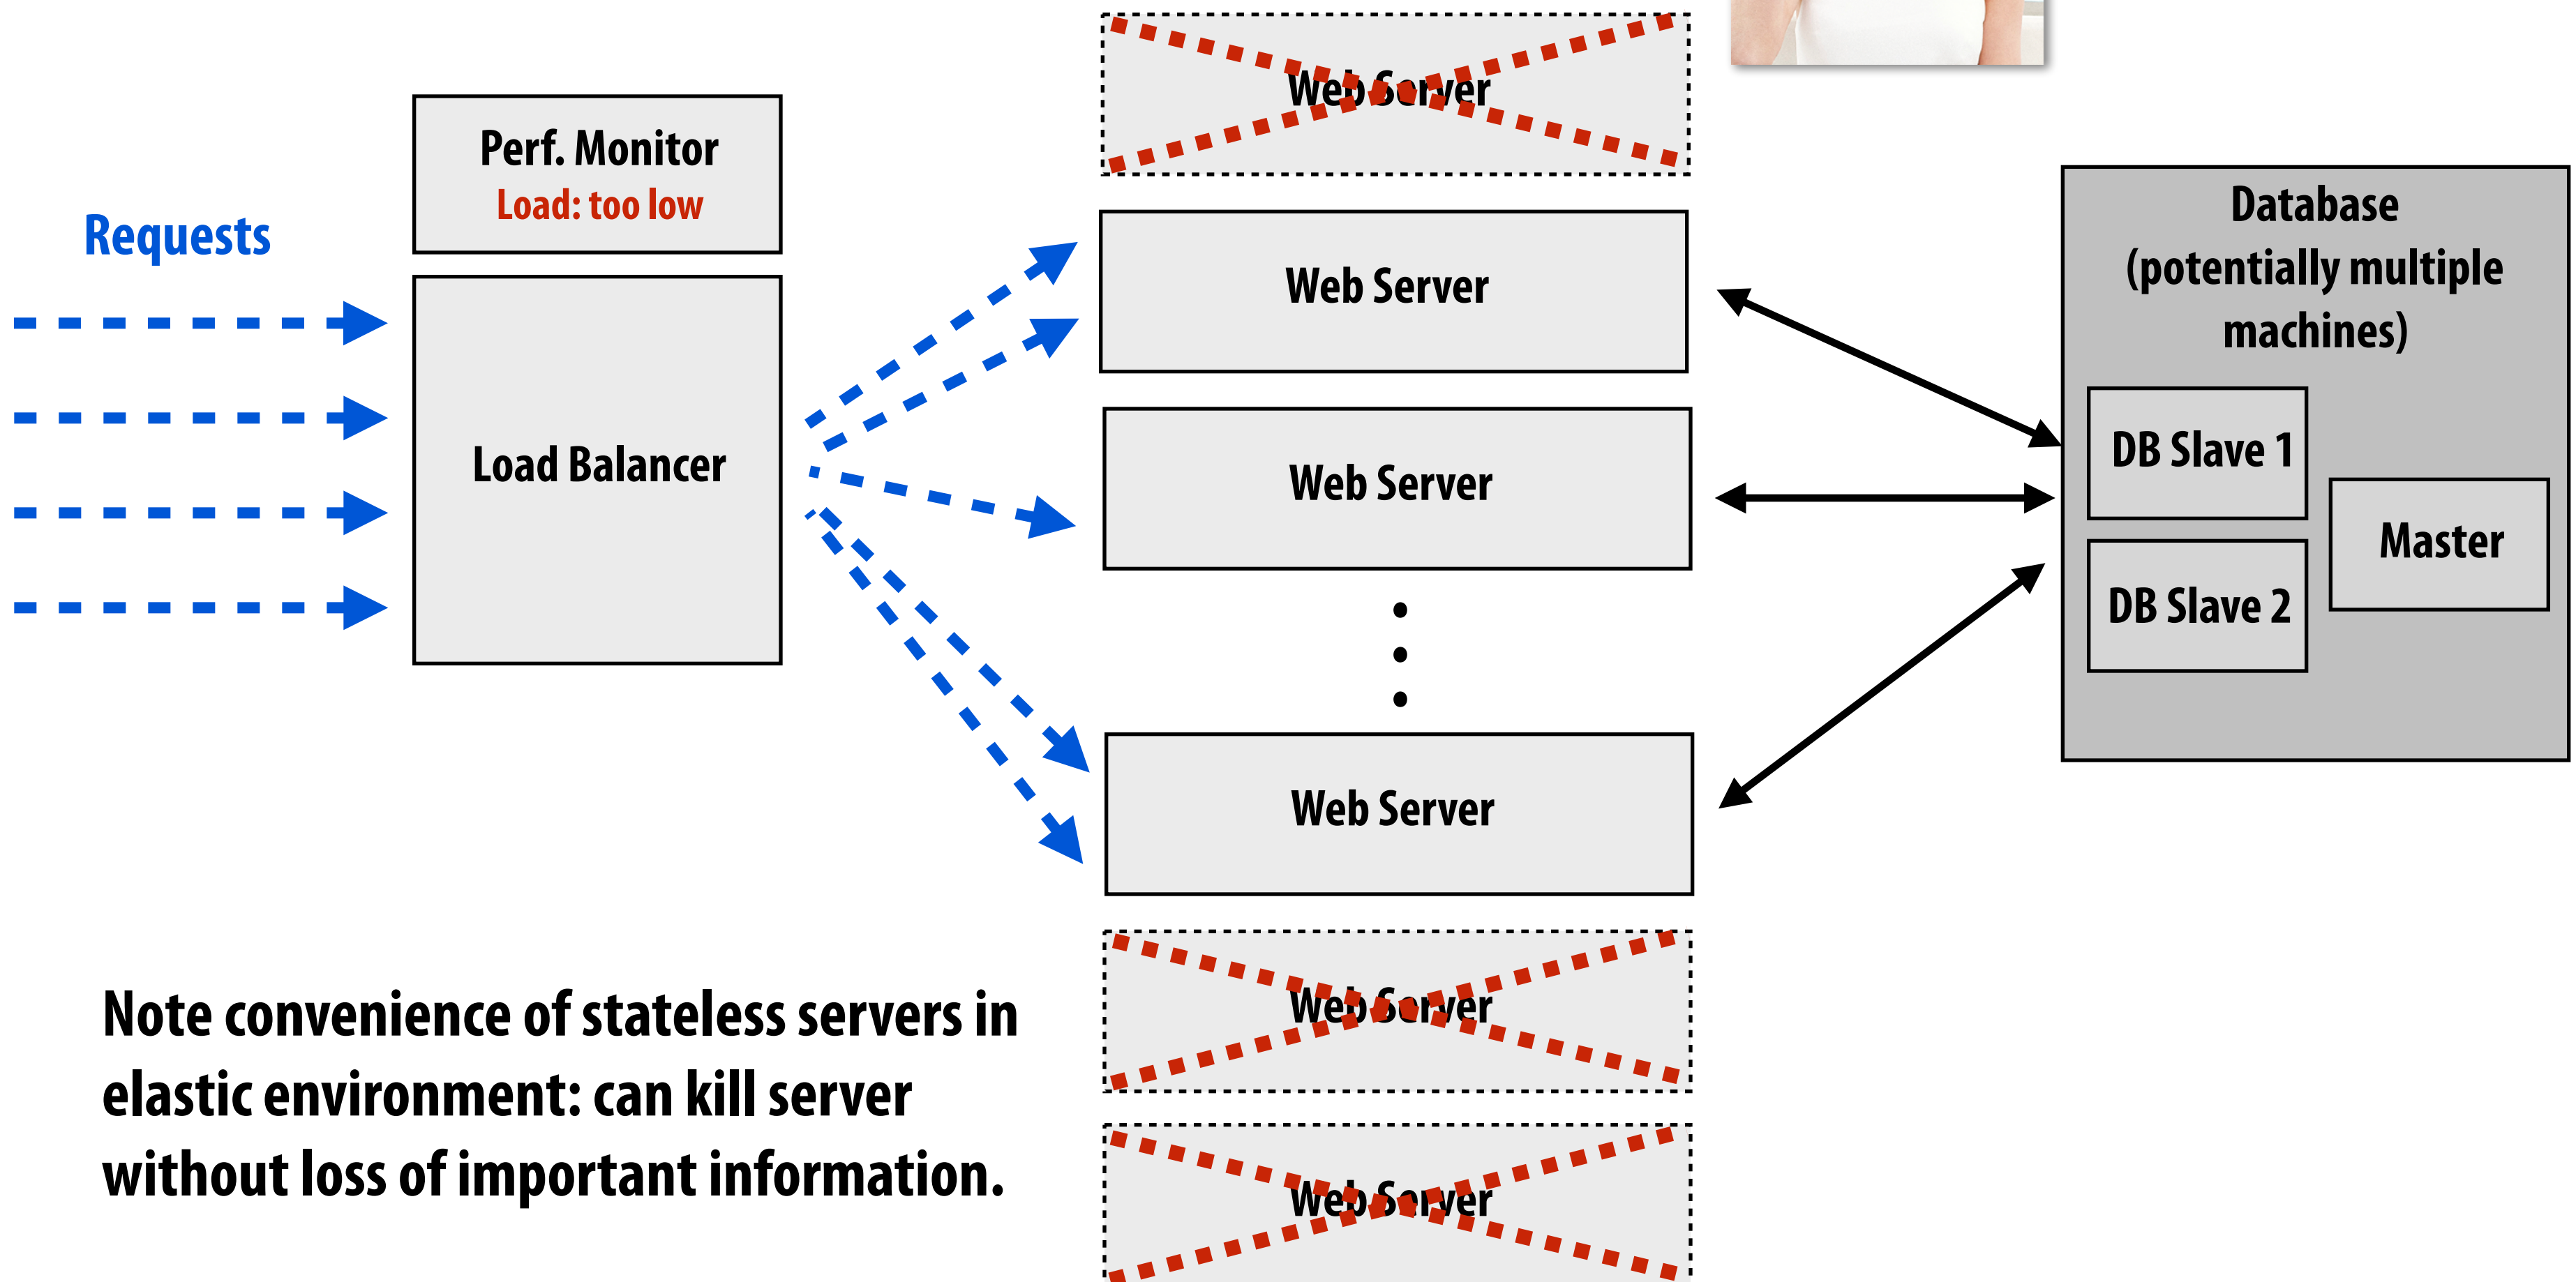 Web Server
Perf. Monitor
Load: too low
Requests
Load Balancer
Web Server
Web Server
Web Server
Web Server
Web Server
Database
(potentially multiple
machines)
DB Slave 1
Master
DB Slave 2
Note convenience of stateless servers in
elastic environment: can kill server
without loss of important information.